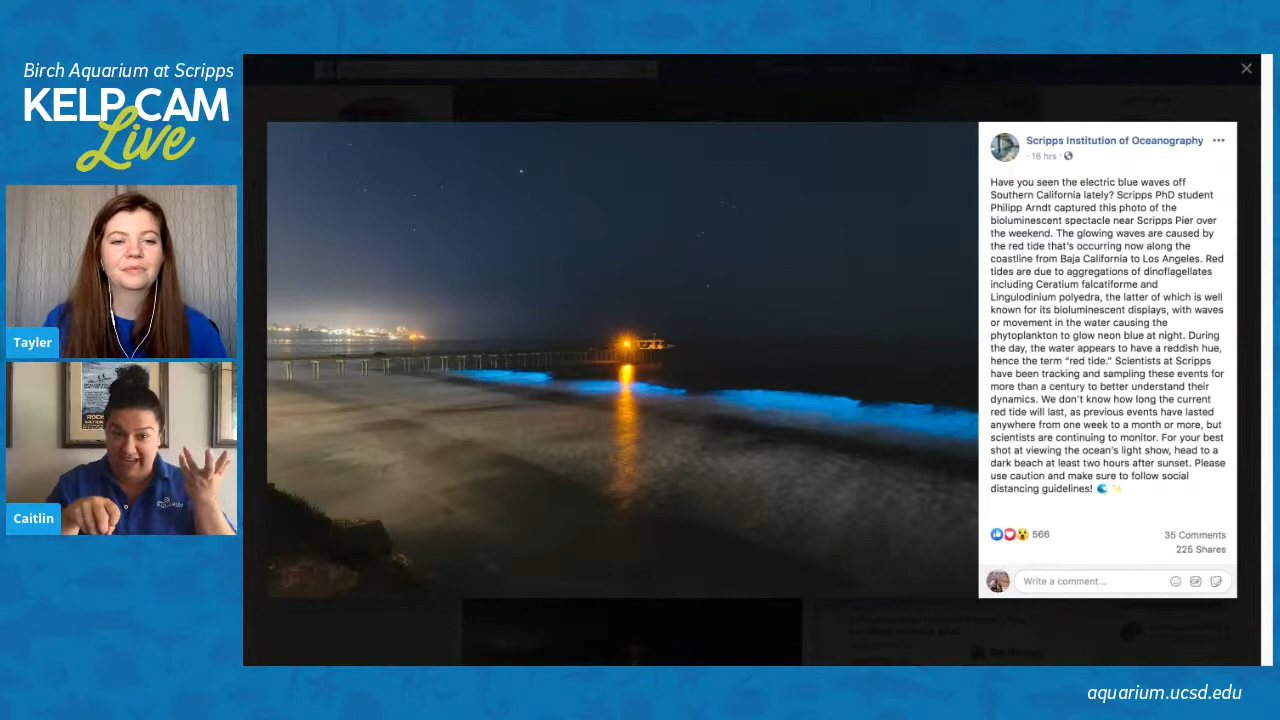 Birch Aquarium at Scripps
KELP CAM
Live
Tayler
Caitlin
Scripps Institution of Oceanography
· 16 hrs ·
Have you seen the electric blue waves off
Southern California lately? Scripps PhD student
Philipp Arndt captured this photo of the
bioluminescent spectacle near Scripps Pier over
the weekend. The glowing waves are caused by
the red tide that's occurring now along the
coastline from Baja California to Los Angeles. Red
tides are due to aggregations of dinoflagellates
including Ceratium falcatiforme and
Lingulodinium polyedra, the latter of which is well
known for its bioluminescent displays, with waves
or movement in the water causing the
phytoplankton to glow neon blue at night. During
the day, the water appears to have a reddish hue,
hence the term "red tide." Scientists at Scripps
have been tracking and sampling these events for
more than a century to better understand their
dynamics. We don't know how long the current
red tide will last, as previous events have lasted
anywhere from one week to a month or more, but
scientists are continuing to monitor. For your best
shot at viewing the ocean's light show, head to a
dark beach at least two hours after sunset. Please
use caution and make sure to follow social
distancing guidelines! 🌊 ✨
566
35 Comments
225 Shares
Write a comment...
GIF
aquarium.ucsd.edu